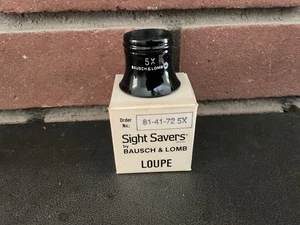 5X
BAUSCH & LOMB
Order
No.:
81-41-72 5X
Sight Savers®
by
BAUSCH & LOMB
LOUPE